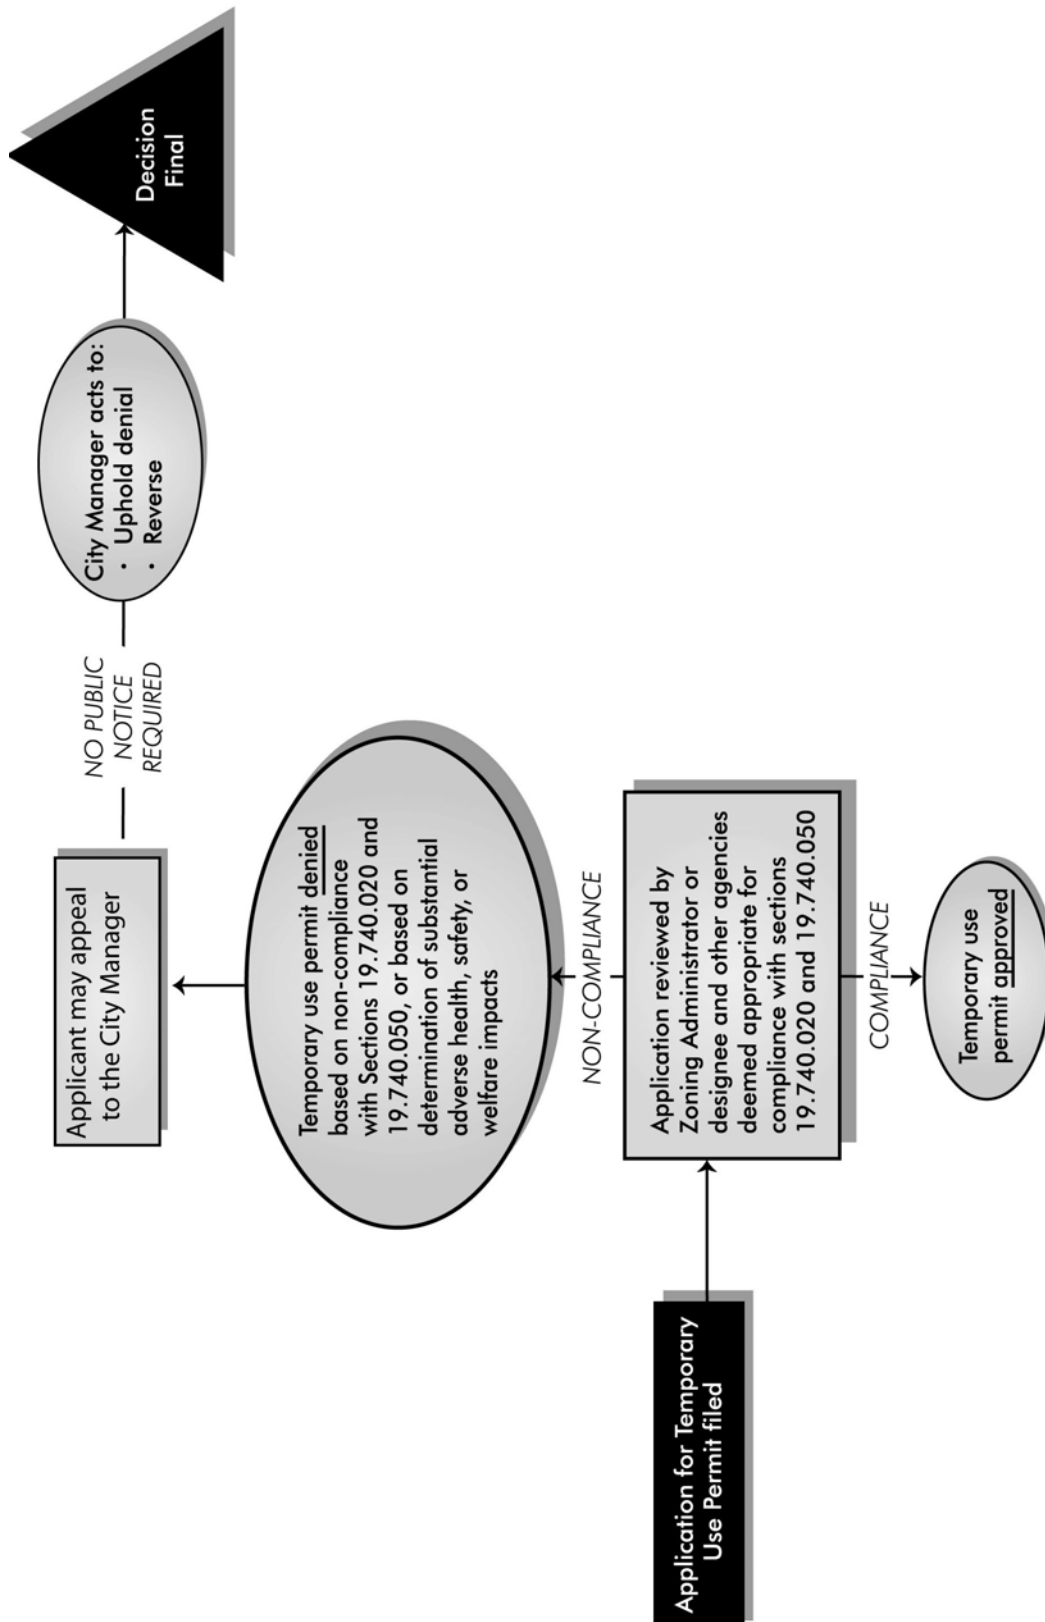 Application for Temporary
Use Permit filed
Application reviewed by
Zoning Administrator or
designee and other agencies
deemed appropriate for
compliance with sections
19.740.020 and 19.740.050
COMPLIANCE
Temporary use
permit approved
NON-COMPLIANCE
Temporary use permit denied
based on non-compliance
with Sections 19.740.020 and
19.740.050, or based on
determination of substantial
adverse health, safety, or
welfare impacts
Applicant may appeal
to the City Manager
NO PUBLIC
NOTICE
REQUIRED
City Manager acts to:
• Uphold denial
• Reverse
Decision
Final